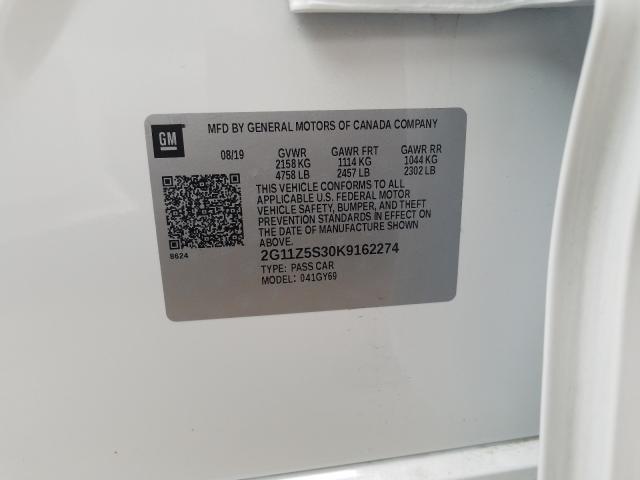 GM
MFD BY GENERAL MOTORS OF CANADA COMPANY
08/19 GVWR GAWR FRT GAWR RR
2158 KG 1114 KG 1044 KG
4758 LB 2457 LB 2302 LB
THIS VEHICLE CONFORMS TO ALL
APPLICABLE U.S. FEDERAL MOTOR
VEHICLE SAFETY, BUMPER, AND THEFT
PREVENTION STANDARDS IN EFFECT ON
THE DATE OF MANUFACTURE SHOWN
ABOVE.
8624
2G11Z5S30K9162274
TYPE: PASS CAR
MODEL: 041GY69